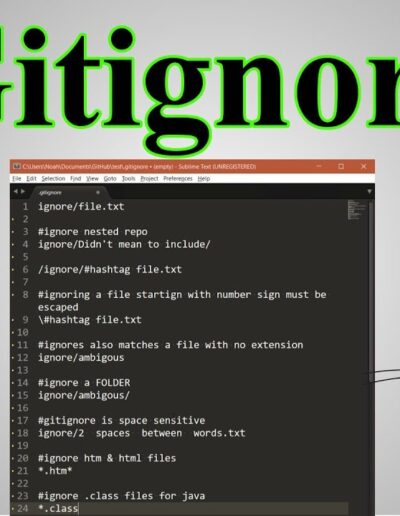 Gitignor
C:\Users\Noah\Documents\GitHub\test\.gitignore • (empty) - Sublime Text (UNREGISTERED)
File Edit Selection Find View Goto Tools Project Preferences Help
.gitignore
1 ignore/file.txt
2
3 #ignore nested repo
4 ignore/Didn't mean to include/
5
6 /ignore/#hashtag file.txt
7
8 #ignoring a file startign with number sign must be
escaped
9 \#hashtag file.txt
10
11 #ignores also matches a file with no extension
12 ignore/ambigous
13
14 #ignore a FOLDER
15 ignore/ambigous/
16
17 #gitignore is space sensitive
18 ignore/2  spaces  between  words.txt
19
20 #ignore htm & html files
21 *.htm*
22
23 #ignore .class files for java
24 *.class